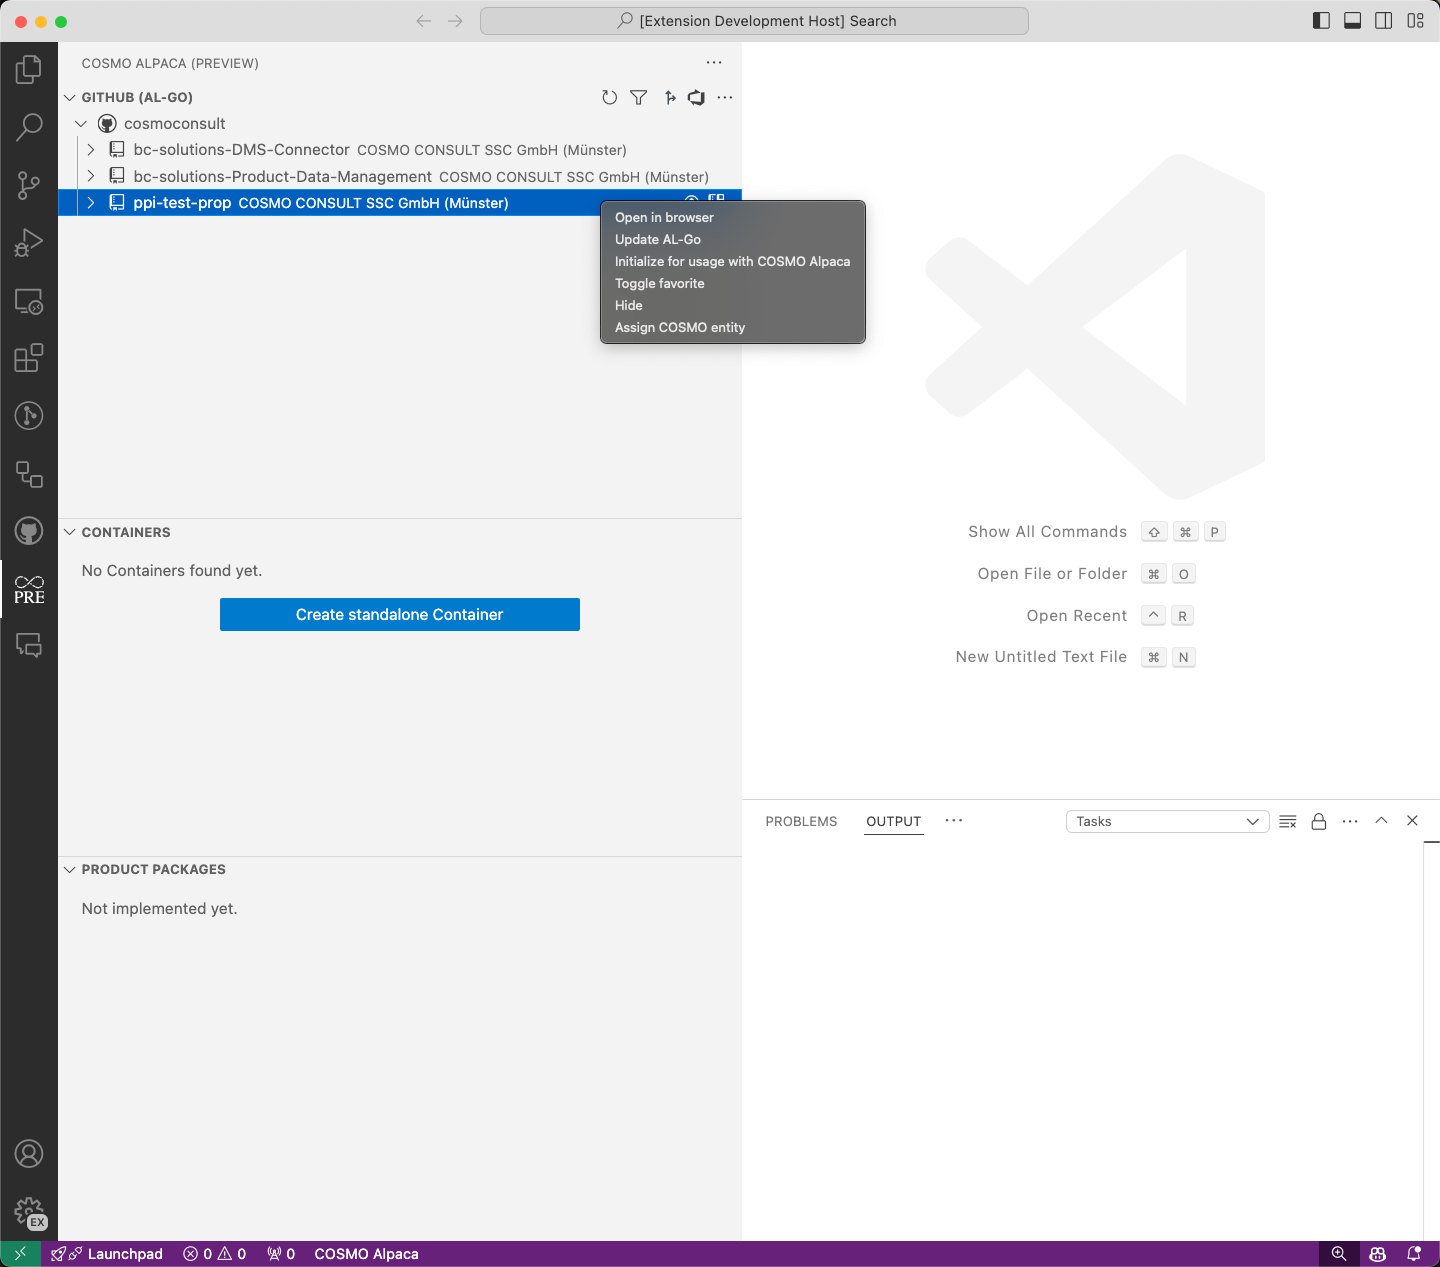 [Extension Development Host] Search
COSMO ALPACA (PREVIEW)
GITHUB (AL-GO)
cosmoconsult
bc-solutions-DMS-Connector COSMO CONSULT SSC GmbH (Münster)
bc-solutions-Product-Data-Management COSMO CONSULT SSC GmbH (Münster)
ppi-test-prop COSMO CONSULT SSC GmbH (Münster)
Open in browser
Update AL-Go
Initialize for usage with COSMO Alpaca
Toggle favorite
Hide
Assign COSMO entity
CONTAINERS
No Containers found yet.
Create standalone Container
PRODUCT PACKAGES
Not implemented yet.
PRE
Show All Commands ⇧ ⌘ P
Open File or Folder ⌘ O
Open Recent ^ R
New Untitled Text File ⌘ N
PROBLEMS OUTPUT
Tasks
EX
Launchpad 0 0 0 COSMO Alpaca